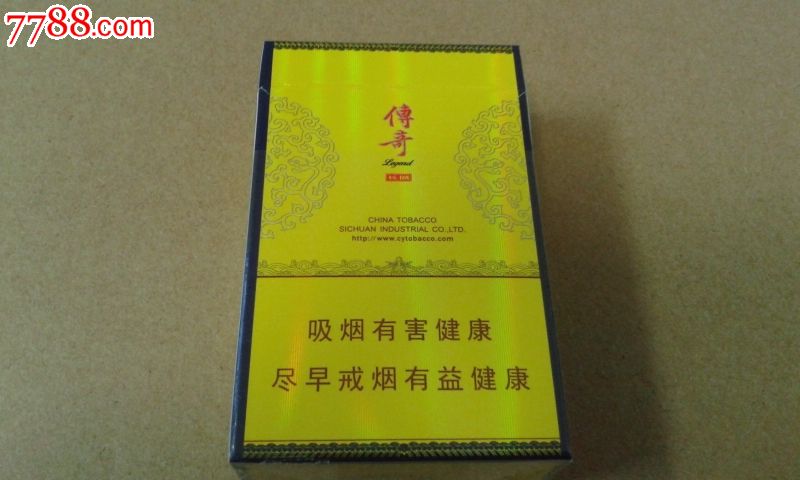 7788.com
傳奇
Legend
CHINA TOBACCO
SICHUAN INDUSTRIAL CO.,LTD.
http://www.cytobacco.com
吸烟有害健康
尽早戒烟有益健康